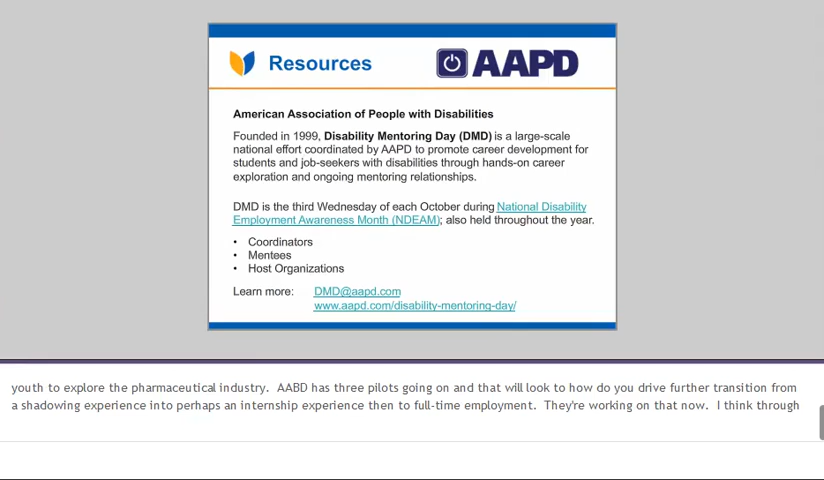 Resources
AAPD
American Association of People with Disabilities
Founded in 1999, Disability Mentoring Day (DMD) is a large-scale
national effort coordinated by AAPD to promote career development for
students and job-seekers with disabilities through hands-on career
exploration and ongoing mentoring relationships.
DMD is the third Wednesday of each October during National Disability
Employment Awareness Month (NDEAM); also held throughout the year.
• Coordinators
• Mentees
• Host Organizations
Learn more: DMD@aapd.com
www.aapd.com/disability-mentoring-day/
youth to explore the pharmaceutical industry.  AABD has three pilots going on and that will look to how do you drive further transition from
a shadowing experience into perhaps an internship experience then to full-time employment.  They're working on that now.  I think through